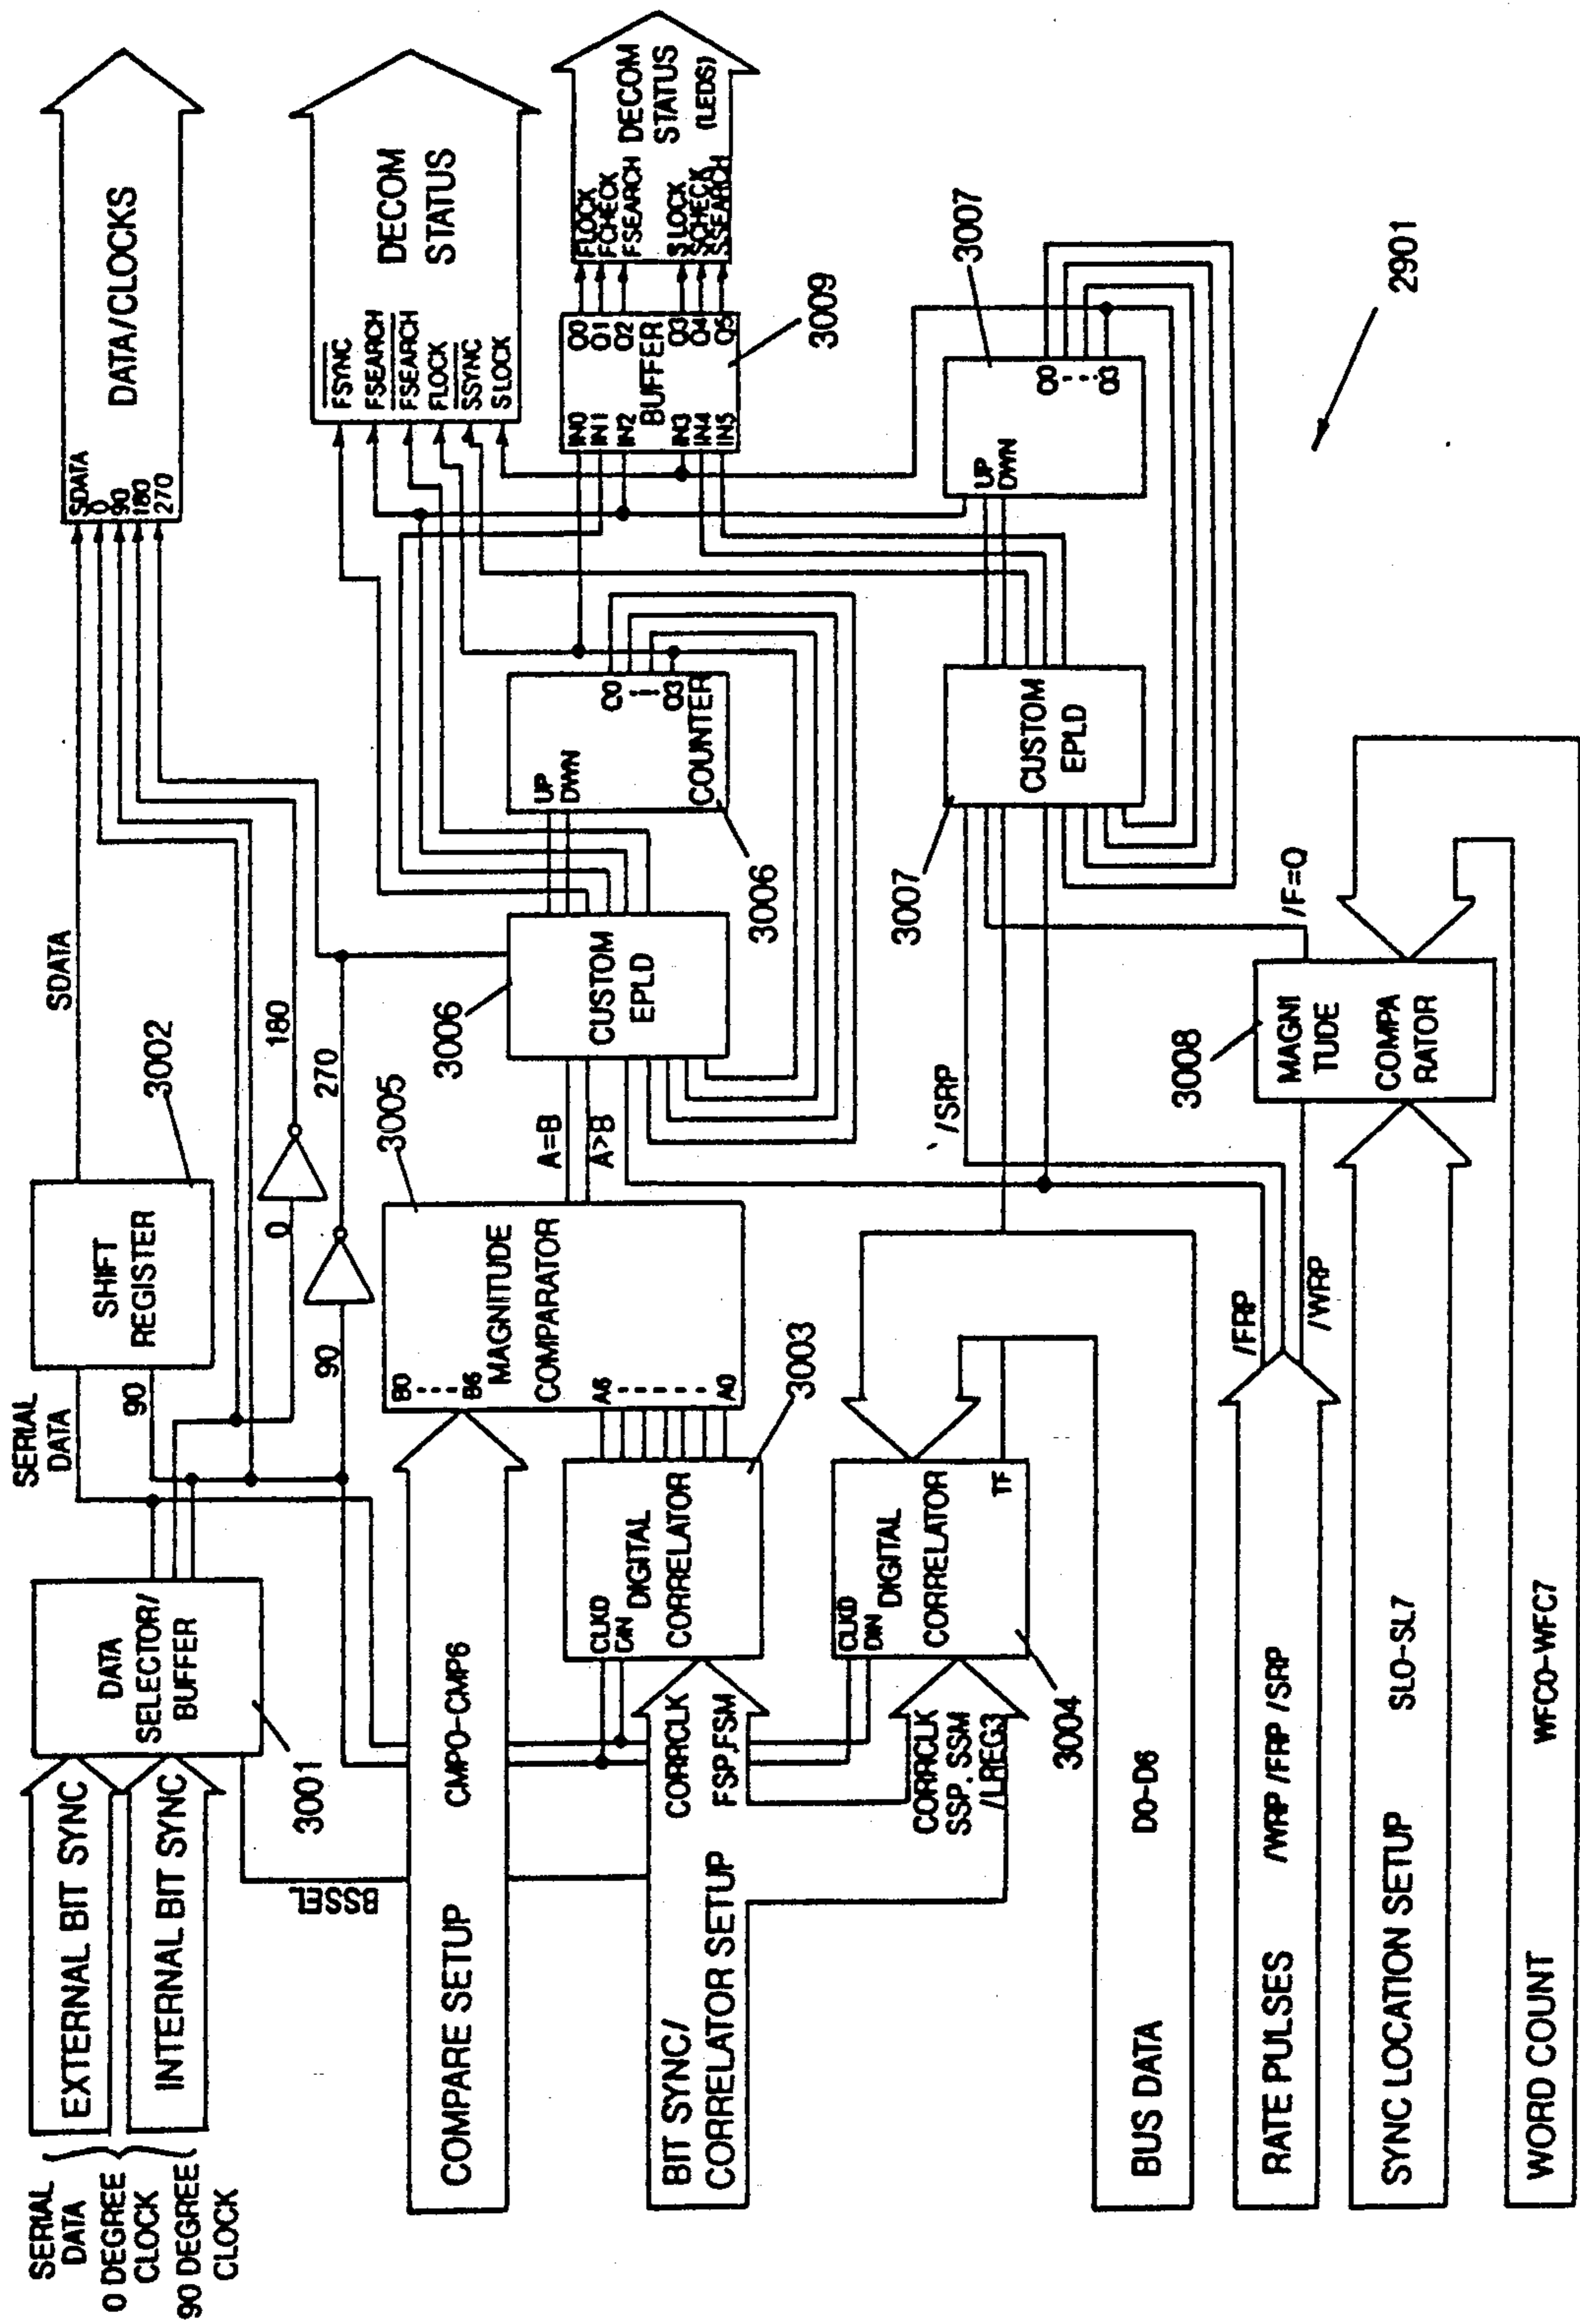 SERIAL
DATA
0 DEGREE
CLOCK
90 DEGREE
CLOCK
EXTERNAL BIT SYNC
INTERNAL BIT SYNC
DATA
SELECTOR/
BUFFER
3001
BSSEL
SERIAL
DATA
90
SHIFT
REGISTER
3002
SDATA
0
180
90
270
SDATA
0
90
180
270
DATA/CLOCKS
COMPARE SETUP
CMP0-CMP6
B0
B6
MAGNITUDE
COMPARATOR
A6
A0
3005
A=B
A>B
CUSTOM
EPLD
3006
UP
DWN
O0
O3
COUNTER
3006
FSYNC
FSEARCH
FSEARCH
FLOCK
SSYNC
SLOCK
DECOM
STATUS
IN0
IN1
IN2
IN3
IN4
IN5
BUFFER
O0
O1
O2
O3
O4
O5
3009
FLOCK
FCHECK
FSEARCH
SLOCK
SCHECK
SSEARCH
DECOM
STATUS
(LEDS)
BIT SYNC/
CORRELATOR SETUP
CORRCLK
FSP,FSM
CLKD
DIN
DIGITAL
CORRELATOR
3003
CORRCLK
SSP, SSM
/LREG3
CLKD
DIN
DIGITAL
CORRELATOR
TF
3004
BUS DATA
D0-D6
/SRP
CUSTOM
EPLD
3007
UP
DWN
O0
O3
3007
2901
RATE PULSES
/WRP /FRP /SRP
/FRP
/WRP
SYNC LOCATION SETUP
SL0-SL7
MAGNI
TUDE
COMPA
RATOR
3008
/F=Q
WORD COUNT
WFC0-WFC7